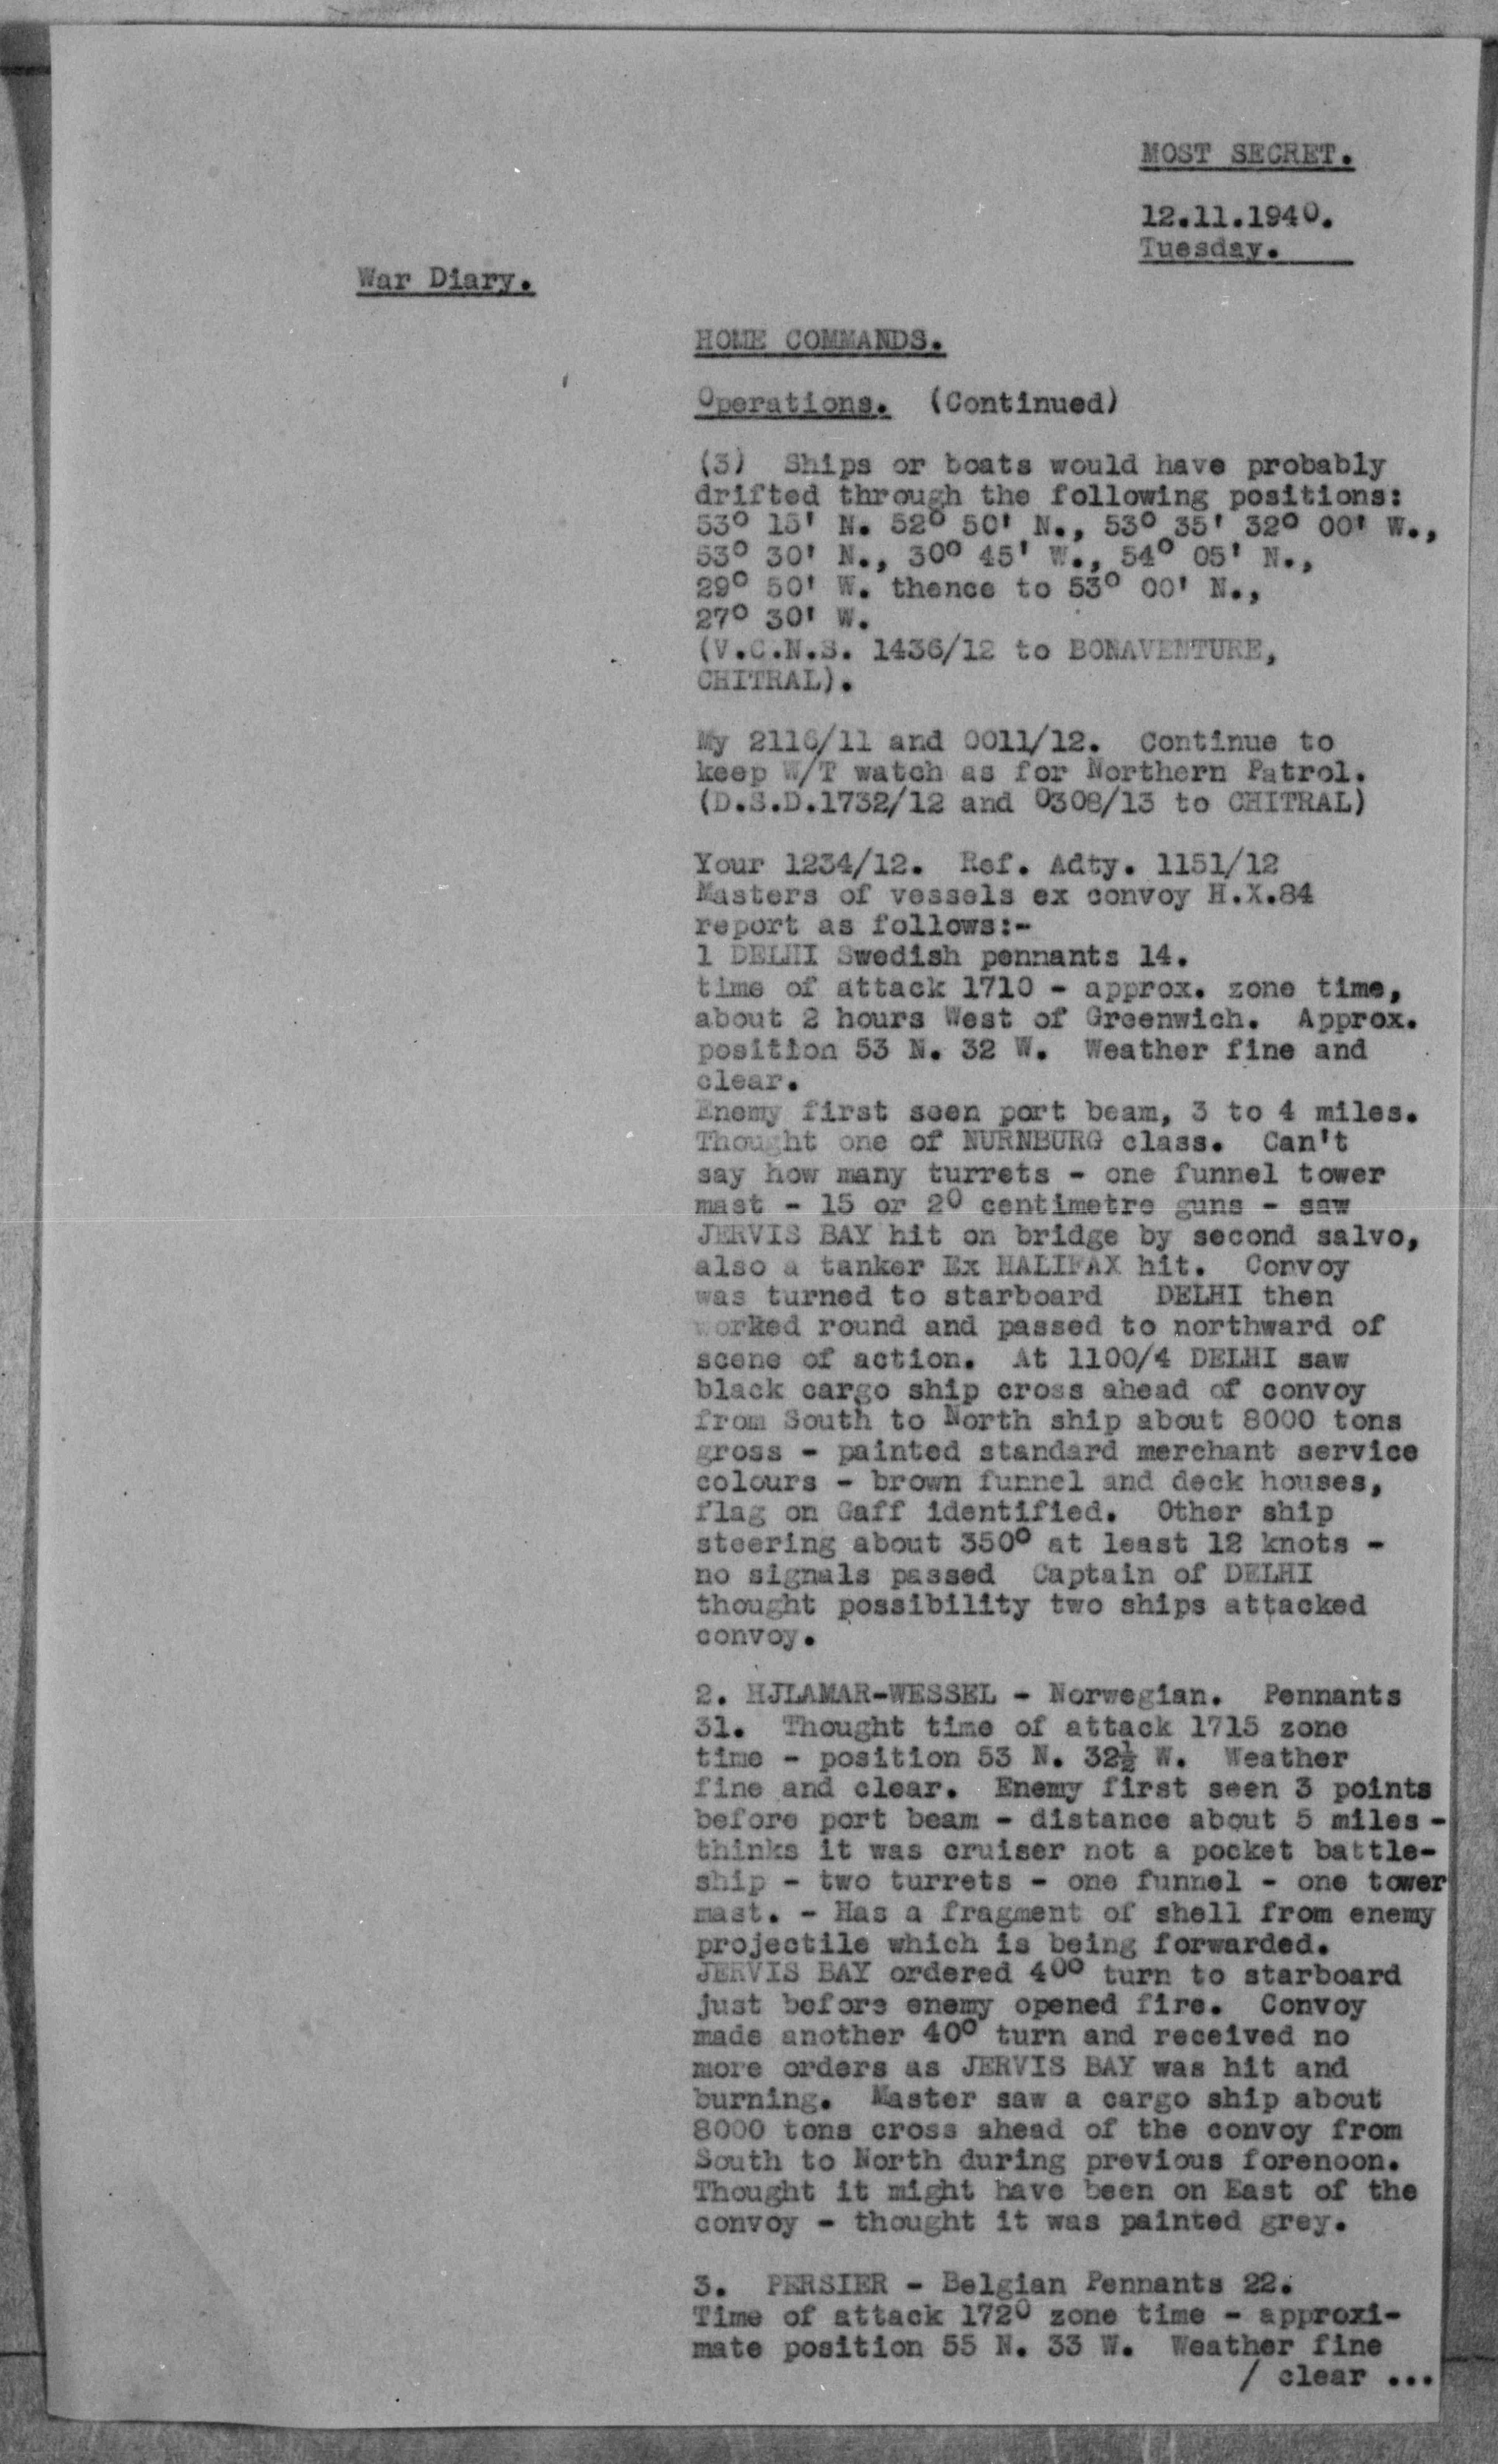 MOST SECRET.
12.11.1940.
Tuesday.
War Diary.
HOME COMMANDS.
Operations. (Continued)
(3) Ships or boats would have probably
drifted through the following positions:
53° 15' N. 52° 50' N., 53° 35' 32° 00' W.,
53° 30' N., 30° 45' W., 54° 05' N.,
29° 50' W. thence to 53° 00' N.,
27° 30' W.
(V.C.N.S. 1436/12 to BONAVENTURE,
CHITRAL).
My 2116/11 and 0011/12. Continue to
keep W/T watch as for Northern Patrol.
(D.S.D.1732/12 and 0308/13 to CHITRAL)
Your 1234/12. Ref. Adty. 1151/12
Masters of vessels ex convoy H.X.84
report as follows:-
1 DELHI Swedish pennants 14.
time of attack 1710 - approx. zone time,
about 2 hours West of Greenwich. Approx.
position 53 N. 32 W. Weather fine and
clear.
Enemy first seen port beam, 3 to 4 miles.
Thought one of NURNBURG class. Can't
say how many turrets - one funnel tower
mast - 15 or 20 centimetre guns - saw
JERVIS BAY hit on bridge by second salvo,
also a tanker Ex HALIFAX hit. Convoy
was turned to starboard DELHI then
worked round and passed to northward of
scene of action. At 1100/4 DELHI saw
black cargo ship cross ahead of convoy
from South to North ship about 8000 tons
gross - painted standard merchant service
colours - brown funnel and deck houses,
flag on Gaff identified. Other ship
steering about 350° at least 12 knots -
no signals passed Captain of DELHI
thought possibility two ships attacked
convoy.
2. HJLAMAR-WESSEL - Norwegian. Pennants
31. Thought time of attack 1715 zone
time - position 53 N. 32½ W. Weather
fine and clear. Enemy first seen 3 points
before port beam - distance about 5 miles -
thinks it was cruiser not a pocket battle-
ship - two turrets - one funnel - one tower
mast. - Has a fragment of shell from enemy
projectile which is being forwarded.
JERVIS BAY ordered 40° turn to starboard
just before enemy opened fire. Convoy
made another 40° turn and received no
more orders as JERVIS BAY was hit and
burning. Master saw a cargo ship about
8000 tons cross ahead of the convoy from
South to North during previous forenoon.
Thought it might have been on East of the
convoy - thought it was painted grey.
3. PERSIER - Belgian Pennants 22.
Time of attack 1720 zone time - approxi-
mate position 55 N. 33 W. Weather fine
/ clear ...